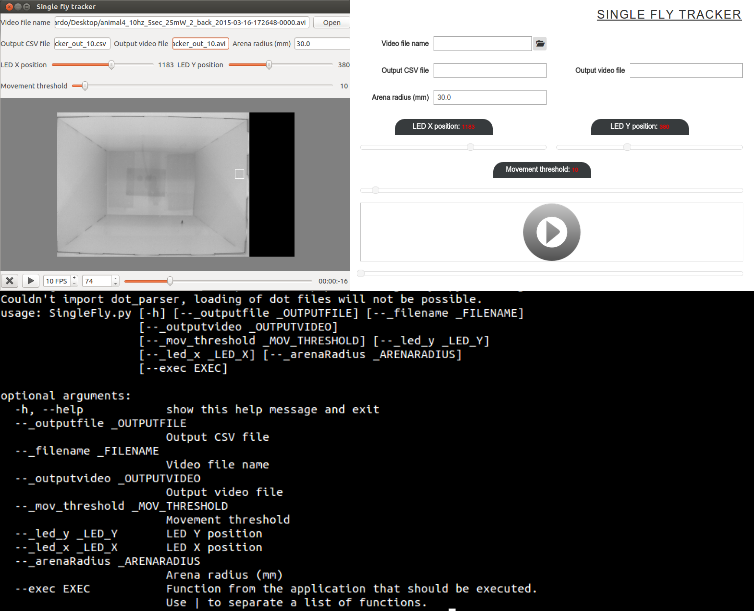 Single fly tracker
Video file name ardo/Desktop/animal4_10hz_5sec_25mW_2_back_2015-03-16-172648-0000.avi Open
Output CSV file cker_out_10.csv Output video file acker_out_10.avi Arena radius (mm) 30.0
LED X position 1183 LED Y position 380
Movement threshold 10
10 FPS 74 00:00:-16
SINGLE FLY TRACKER
Video file name
Output CSV file Output video file
Arena radius (mm) 30.0
LED X position: LED Y position:
Movement threshold:
Couldn't import dot_parser, loading of dot files will not be possible.
usage: SingleFly.py [-h] [--_outputfile _OUTPUTFILE] [--_filename _FILENAME]
[--_outputvideo _OUTPUTVIDEO]
[--_mov_threshold _MOV_THRESHOLD] [--_led_y _LED_Y]
[--_led_x _LED_X] [--_arenaRadius _ARENARADIUS]
[--exec EXEC]
optional arguments:
-h, --help show this help message and exit
--_outputfile _OUTPUTFILE
Output CSV file
--_filename _FILENAME
Video file name
--_outputvideo _OUTPUTVIDEO
Output video file
--_mov_threshold _MOV_THRESHOLD
Movement threshold
--_led_y _LED_Y LED Y position
--_led_x _LED_X LED X position
--_arenaRadius _ARENARADIUS
Arena radius (mm)
--exec EXEC Function from the application that should be executed.
Use | to separate a list of functions.